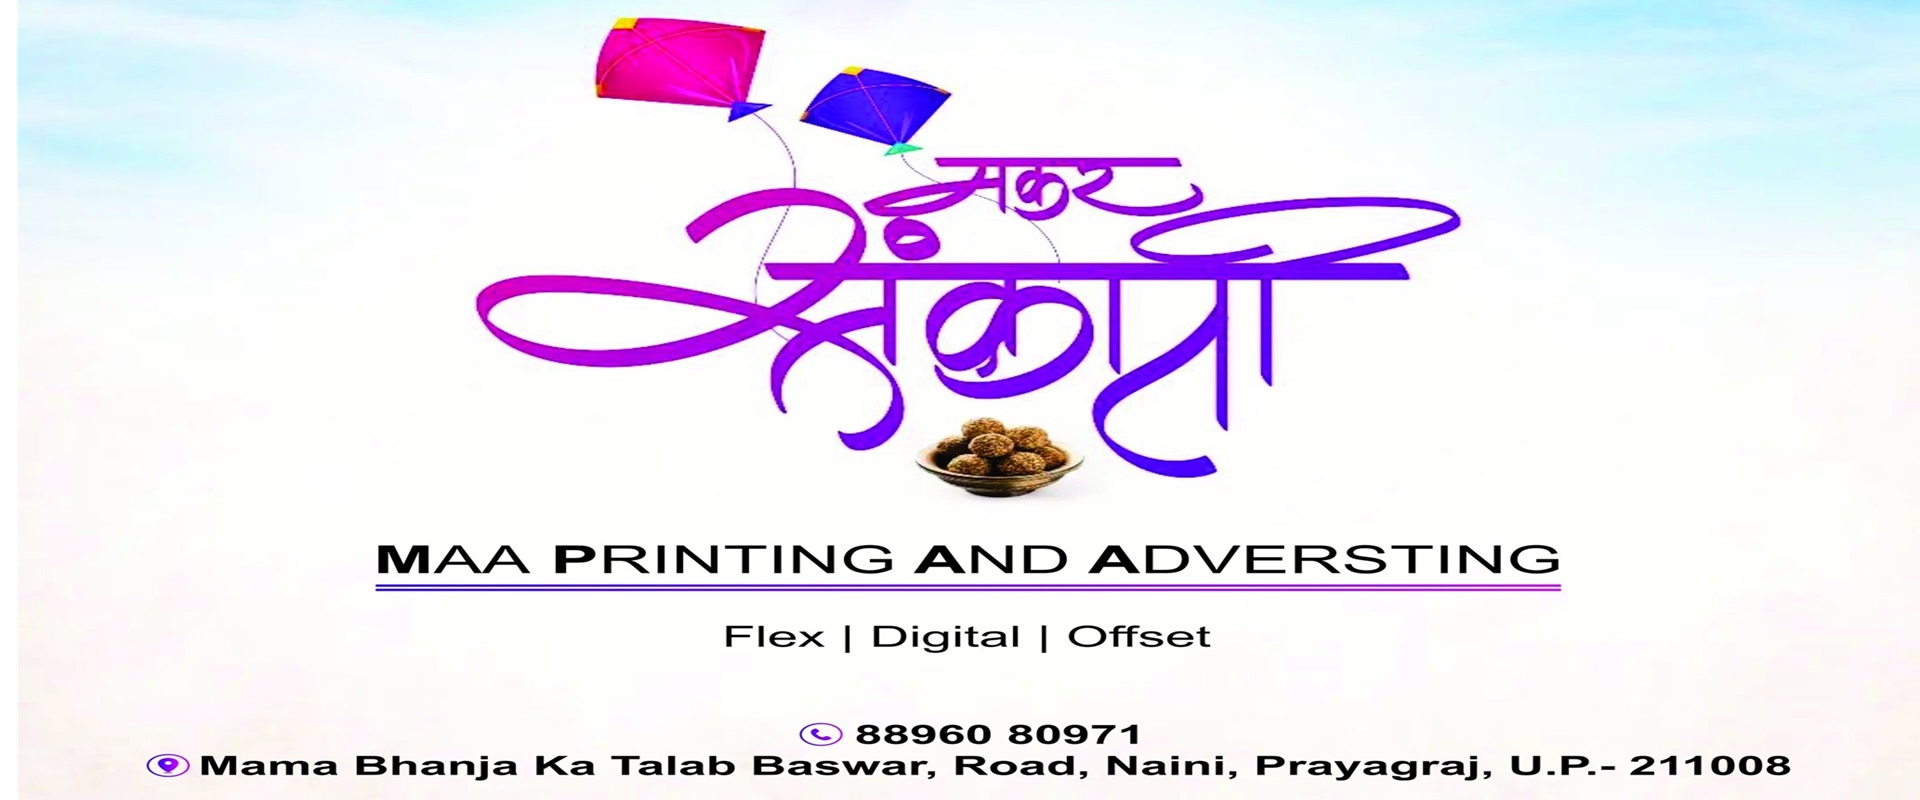 मकर
संक्रांती
MAA PRINTING AND ADVERSTING
Flex | Digital | Offset
88960 80971
Mama Bhanja Ka Talab Baswar, Road, Naini, Prayagraj, U.P.- 211008